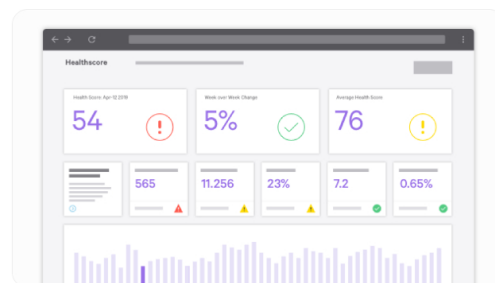 Healthscore
Health Score: Apr 12 2019
54
Week over Week Change
5%
Average Health Score
76
565
11.256
23%
7.2
0.65%